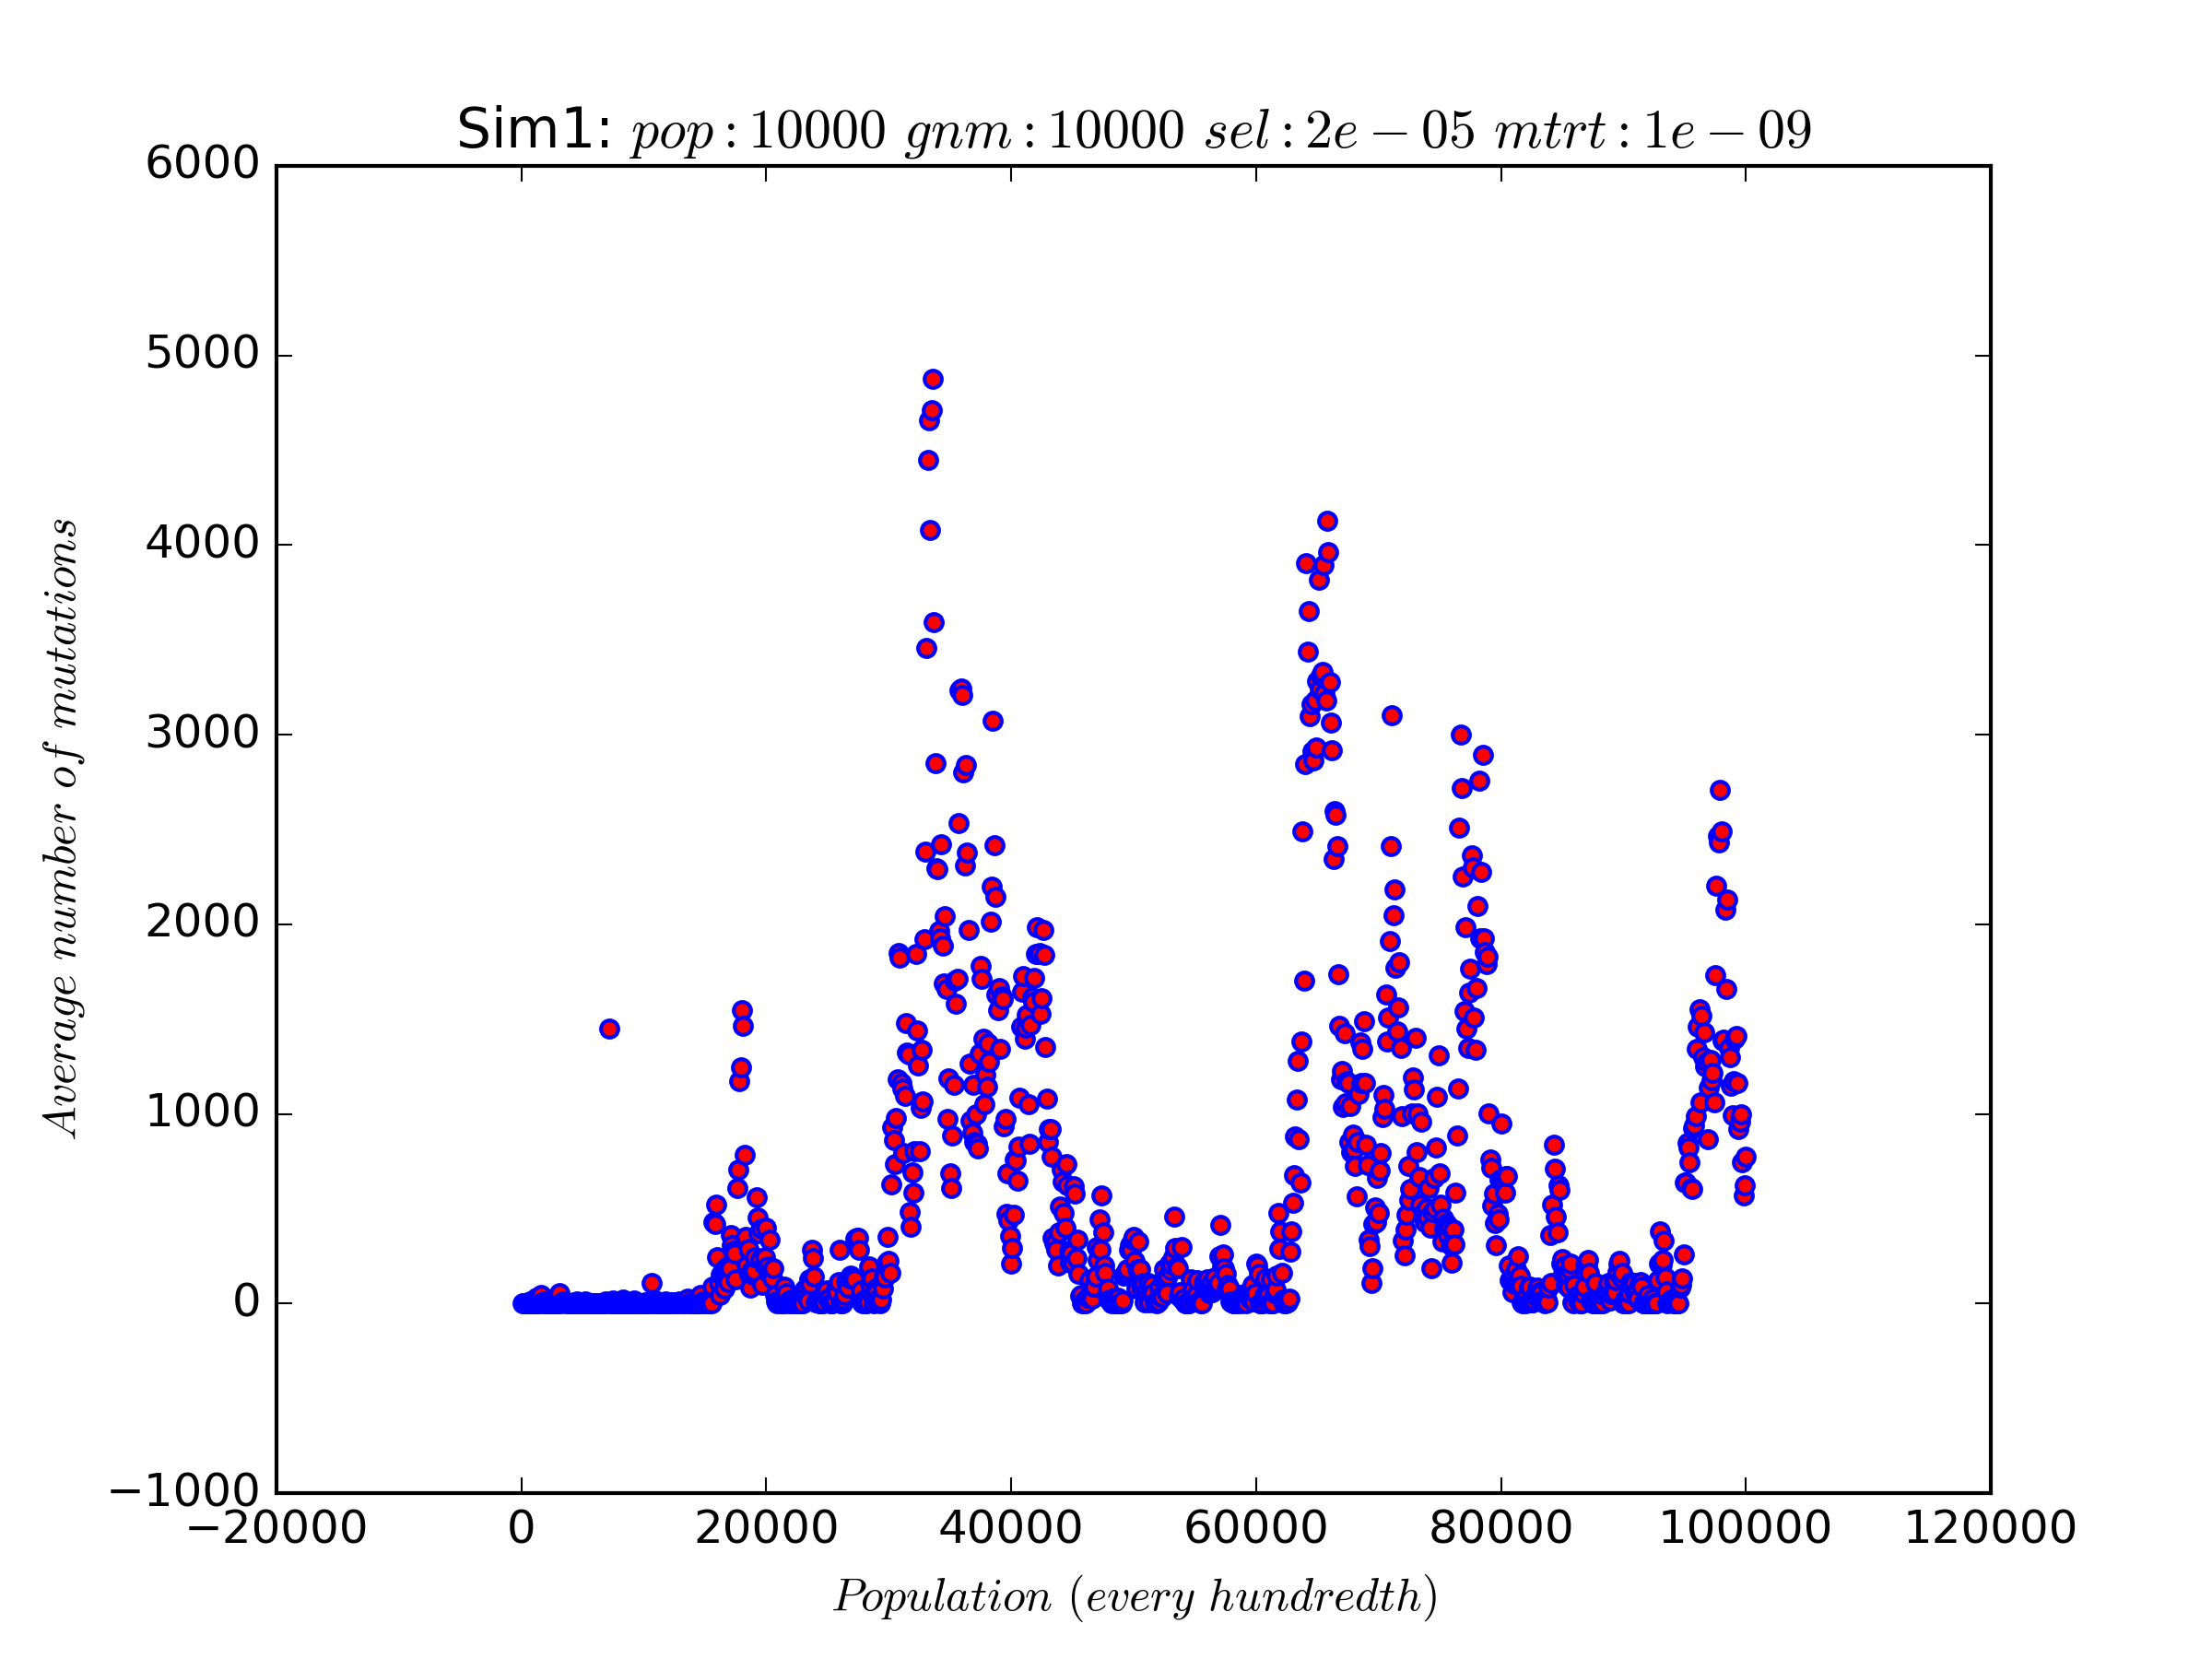 Sim1: pop : 10000 gnm : 10000 sel : 2e − 05 mtrt : 1e − 09
6000
5000
4000
3000
2000
1000
0
−1000
Average number of mutations
−20000 0 20000 40000 60000 80000 100000 120000
Population (every hundredth)